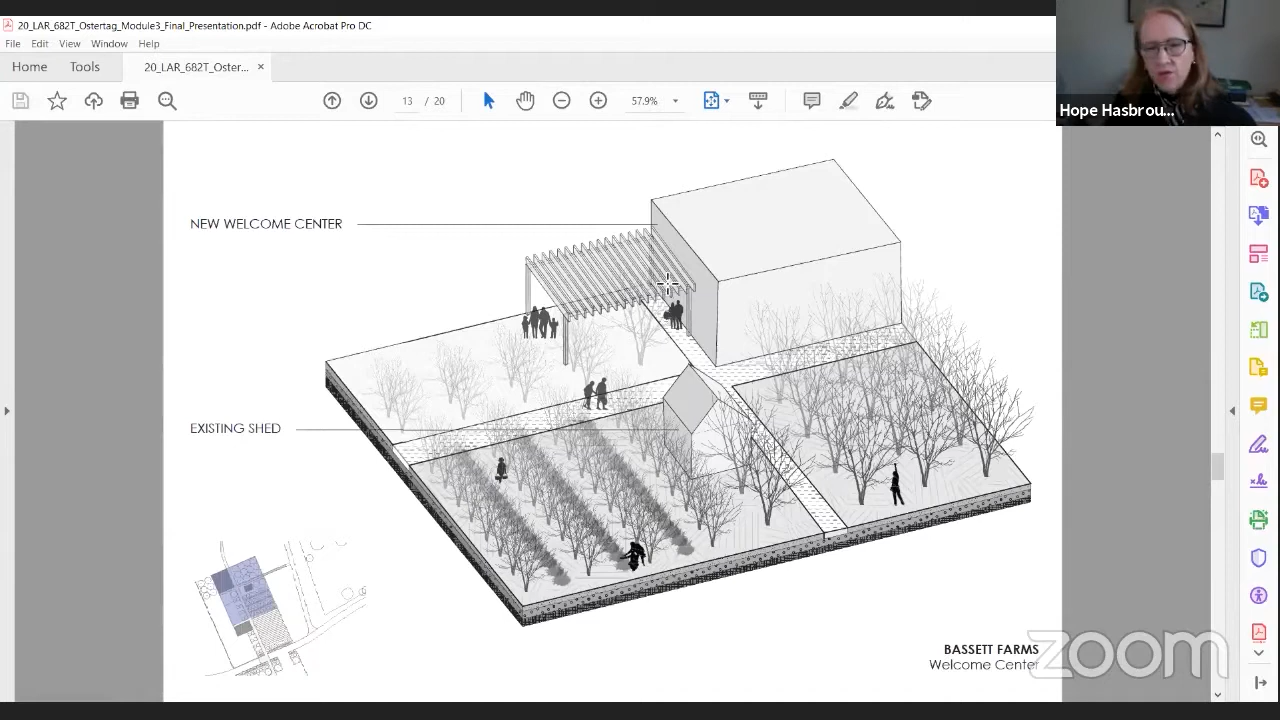 20_LAR_682T_Ostertag_Module3_Final_Presentation.pdf - Adobe Acrobat Pro DC
File Edit View Window Help
Home Tools 20_LAR_682T_Oster... ×
13 / 20 57.9%
Hope Hasbrou...
NEW WELCOME CENTER
EXISTING SHED
BASSETT FARMS
Welcome Center
zoom